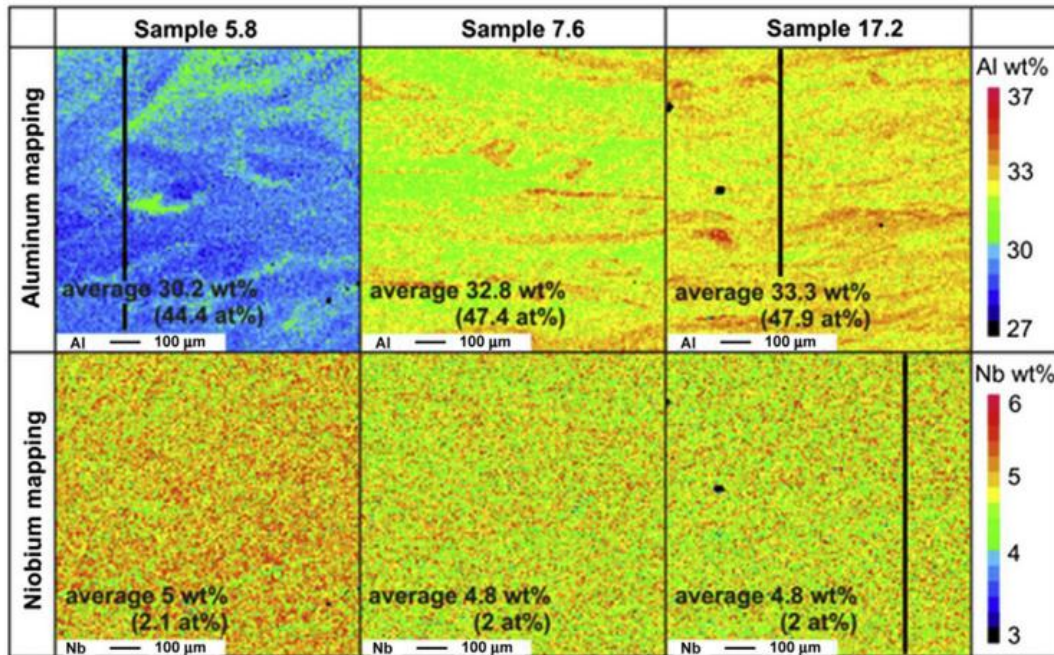 Sample 5.8
Sample 7.6
Sample 17.2
Aluminum mapping
average 30.2 wt%
(44.4 at%)
Al 100 µm
average 32.8 wt%
(47.4 at%)
Al 100 µm
average 33.3 wt%
(47.9 at%)
Al 100 µm
Al wt%
37
33
30
27
Niobium mapping
average 5 wt%
(2.1 at%)
Nb 100 µm
average 4.8 wt%
(2 at%)
Nb 100 µm
average 4.8 wt%
(2 at%)
Nb 100 µm
Nb wt%
6
5
4
3